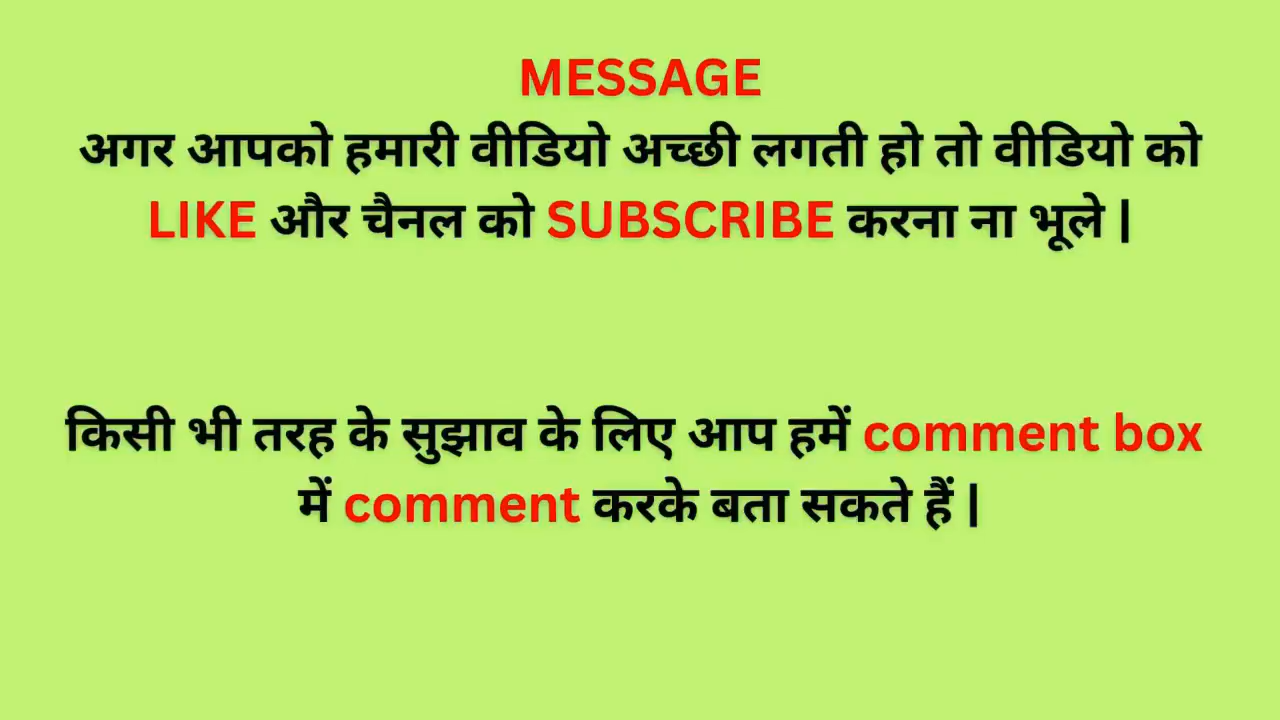 MESSAGE
अगर आपको हमारी वीडियो अच्छी लगती हो तो वीडियो को
LIKE और चैनल को SUBSCRIBE करना ना भूले |
किसी भी तरह के सुझाव के लिए आप हमें comment box
में comment करके बता सकते हैं |